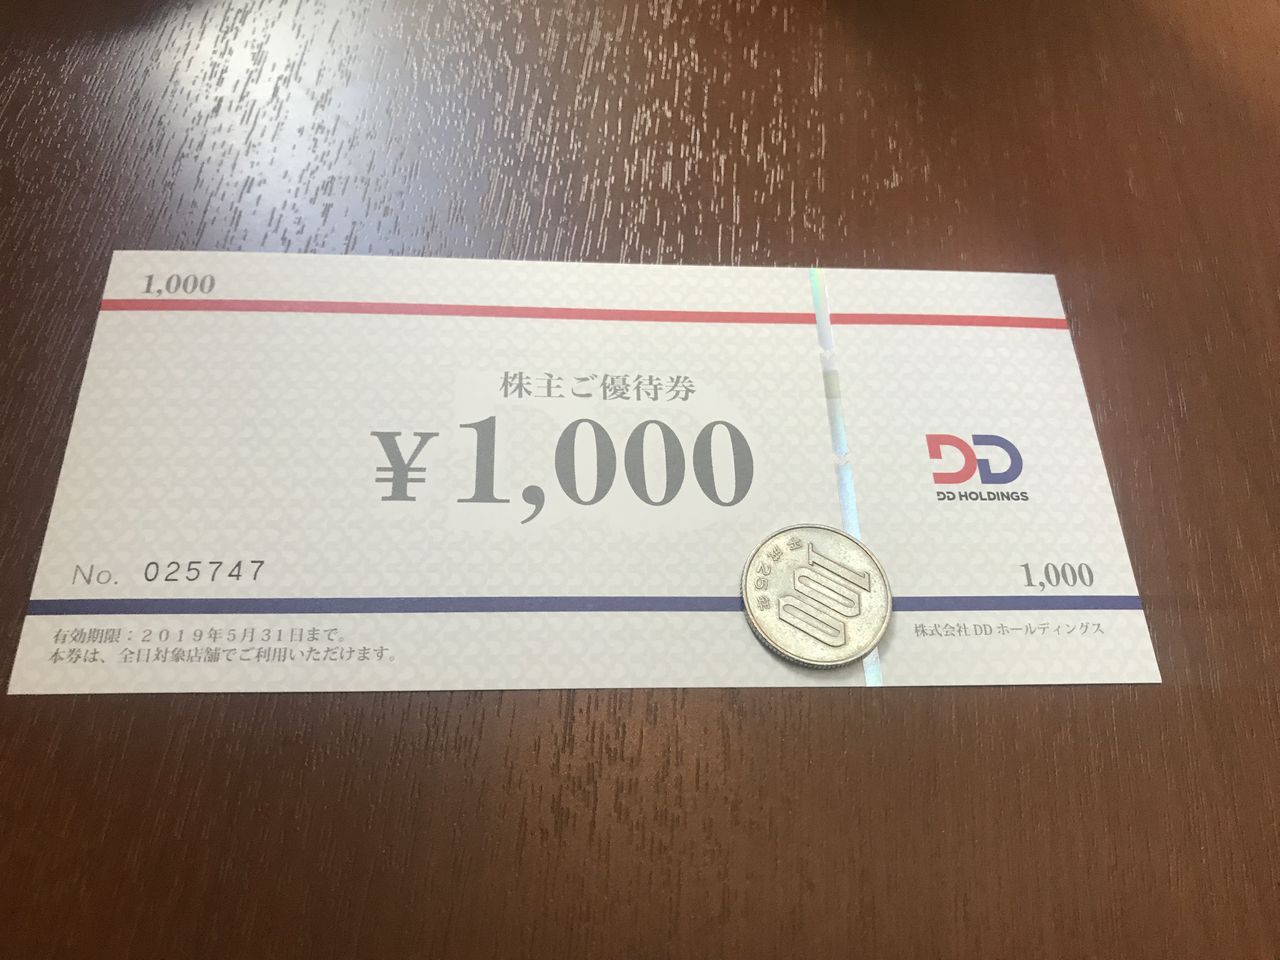 1,000
株主ご優待券
¥1,000
DD
DD HOLDINGS
No. 025747
1,000
有効期限：2019年5月31日まで。
本券は、全日対象店舗でご利用いただけます。
株式会社DDホールディングス
100
平成25年